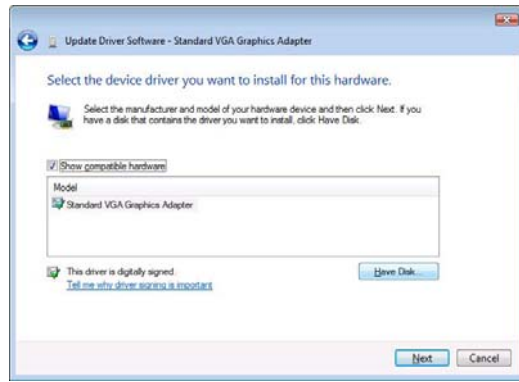 Update Driver Software - Standard VGA Graphics Adapter
Select the device driver you want to install for this hardware.
Select the manufacturer and model of your hardware device and then click Next. If you
have a disk that contains the driver you want to install, click Have Disk.
Show compatible hardware
Model
Standard VGA Graphics Adapter
This driver is digitally signed.
Have Disk...
Tell me why driver signing is important
Next
Cancel